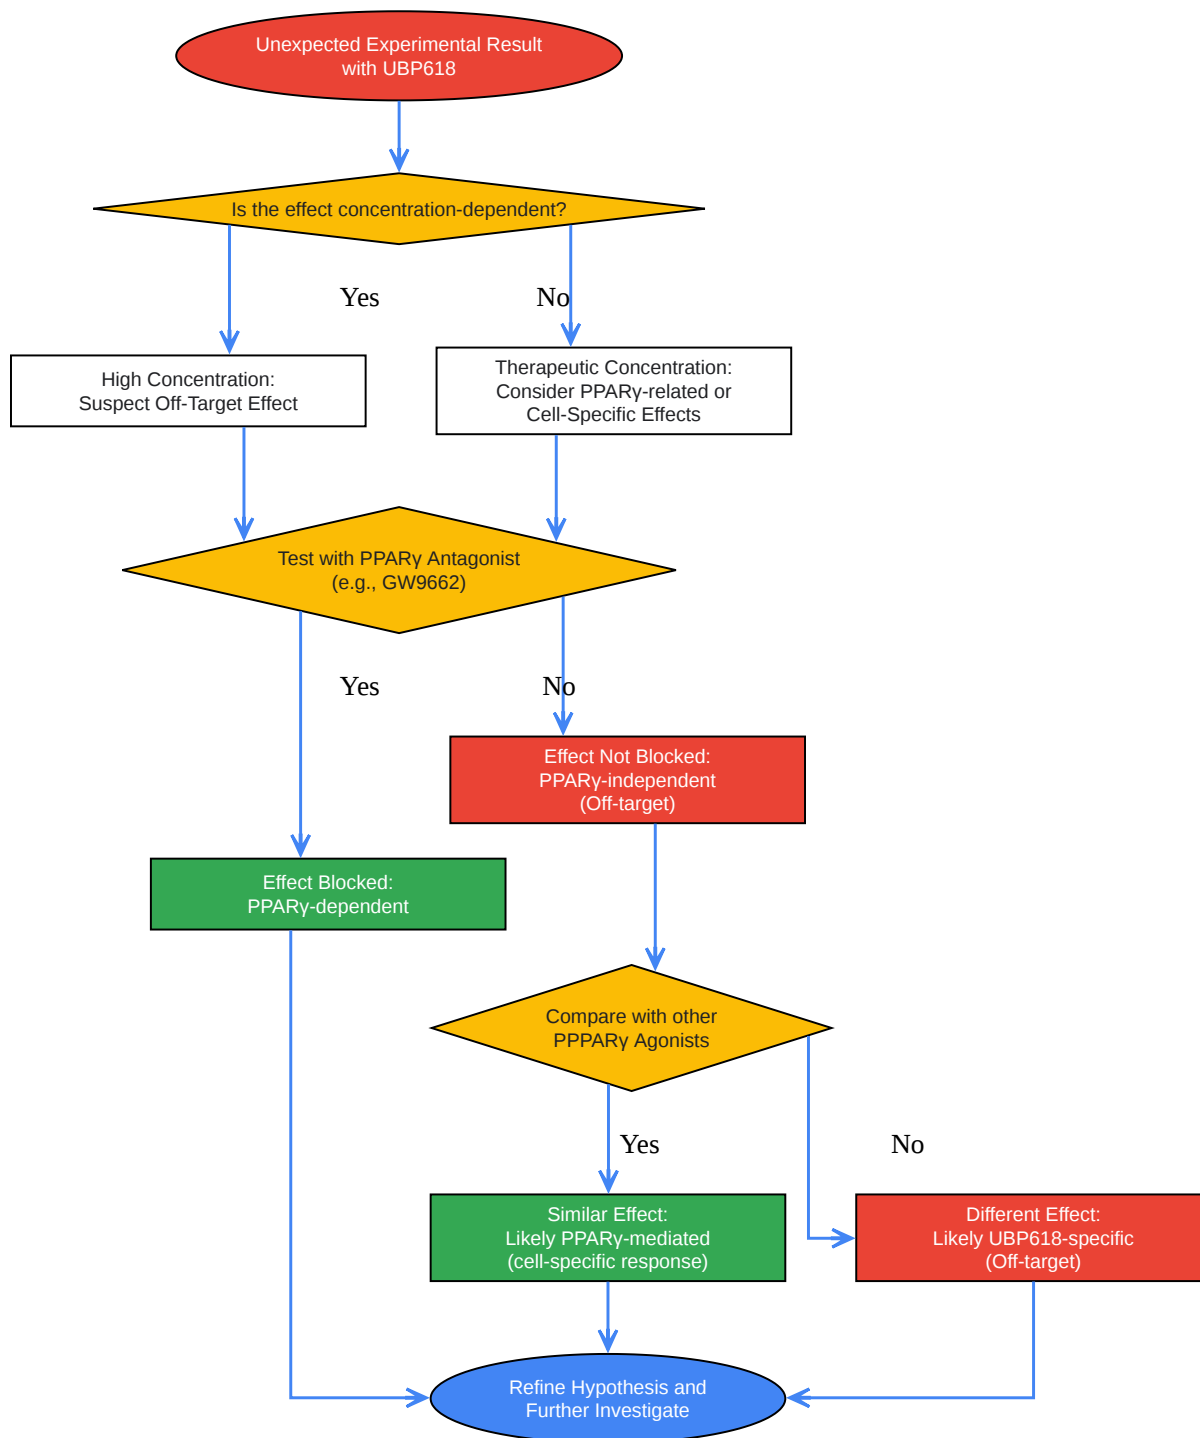 Unexpected Experimental Result
with UBP618
Is the effect concentration-dependent?
Yes
No
High Concentration:
Suspect Off-Target Effect
Therapeutic Concentration:
Consider PPARγ-related or
Cell-Specific Effects
Test with PPARγ Antagonist
(e.g., GW9662)
Yes
No
Effect Not Blocked:
PPARγ-independent
(Off-target)
Effect Blocked:
PPARγ-dependent
Compare with other
PPPARγ Agonists
Yes
No
Similar Effect:
Likely PPARγ-mediated
(cell-specific response)
Different Effect:
Likely UBP618-specific
(Off-target)
Refine Hypothesis and
Further Investigate